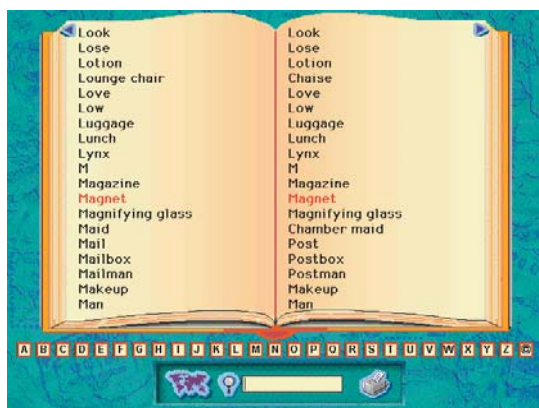 Look
Lose
Lotion
Lounge chair
Love
Low
Luggage
Lunch
Lynx
M
Magazine
Magnet
Magnifying glass
Maid
Mail
Mailbox
Mailman
Makeup
Man
Look
Lose
Lotion
Chaise
Love
Low
Luggage
Lunch
Lynx
M
Magazine
Magnet
Magnifying glass
Chamber maid
Post
Postbox
Postman
Makeup
Man
A B C D E F G H I J K L M N O P Q R S T U V W X Y Z